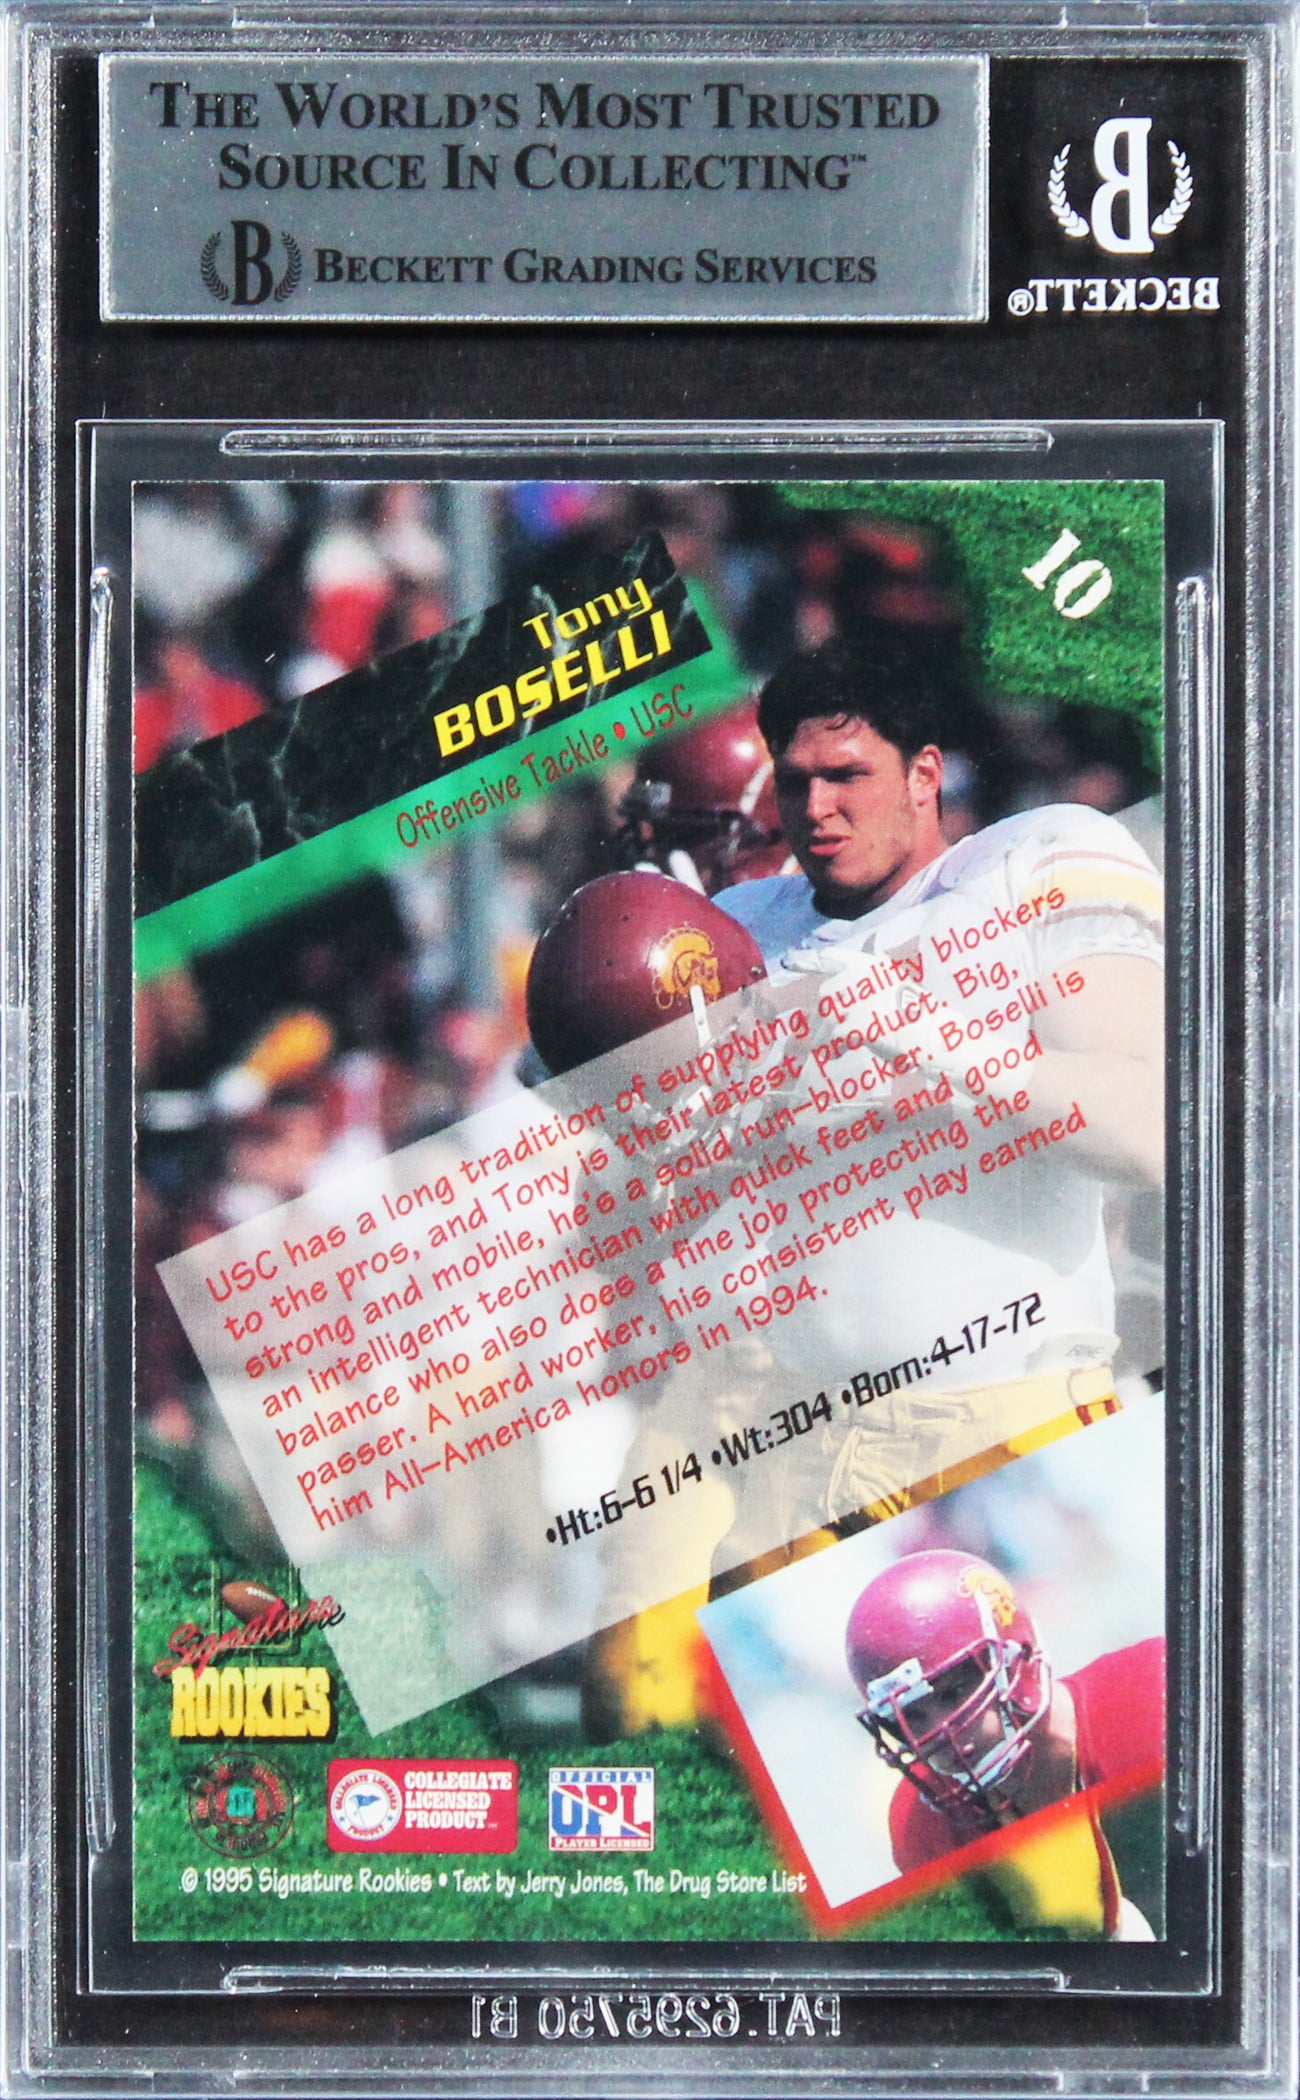 THE WORLD'S MOST TRUSTED
SOURCE IN COLLECTING™
B BECKETT GRADING SERVICES
B
BECKETT®
10
Tony
BOSELLI
Offensive Tackle • USC
USC has a long tradition of supplying quality blockers
to the pros, and Tony is their latest product. Big,
strong and mobile, he's a solid run-blocker. Boselli is
an intelligent technician with quick feet and good
balance who also does a fine job protecting the
passer. A hard worker, his consistent play earned
him All-America honors in 1994.
•Ht:6-6 1/4 •Wt:304 •Born:4-17-72
Signature
ROOKIES
COLLEGIATE
LICENSED
PRODUCT™
OFFICIAL
UPL
PLAYER LICENSED
© 1995 Signature Rookies • Text by Jerry Jones, The Drug Store List
PAT.6295750 B1